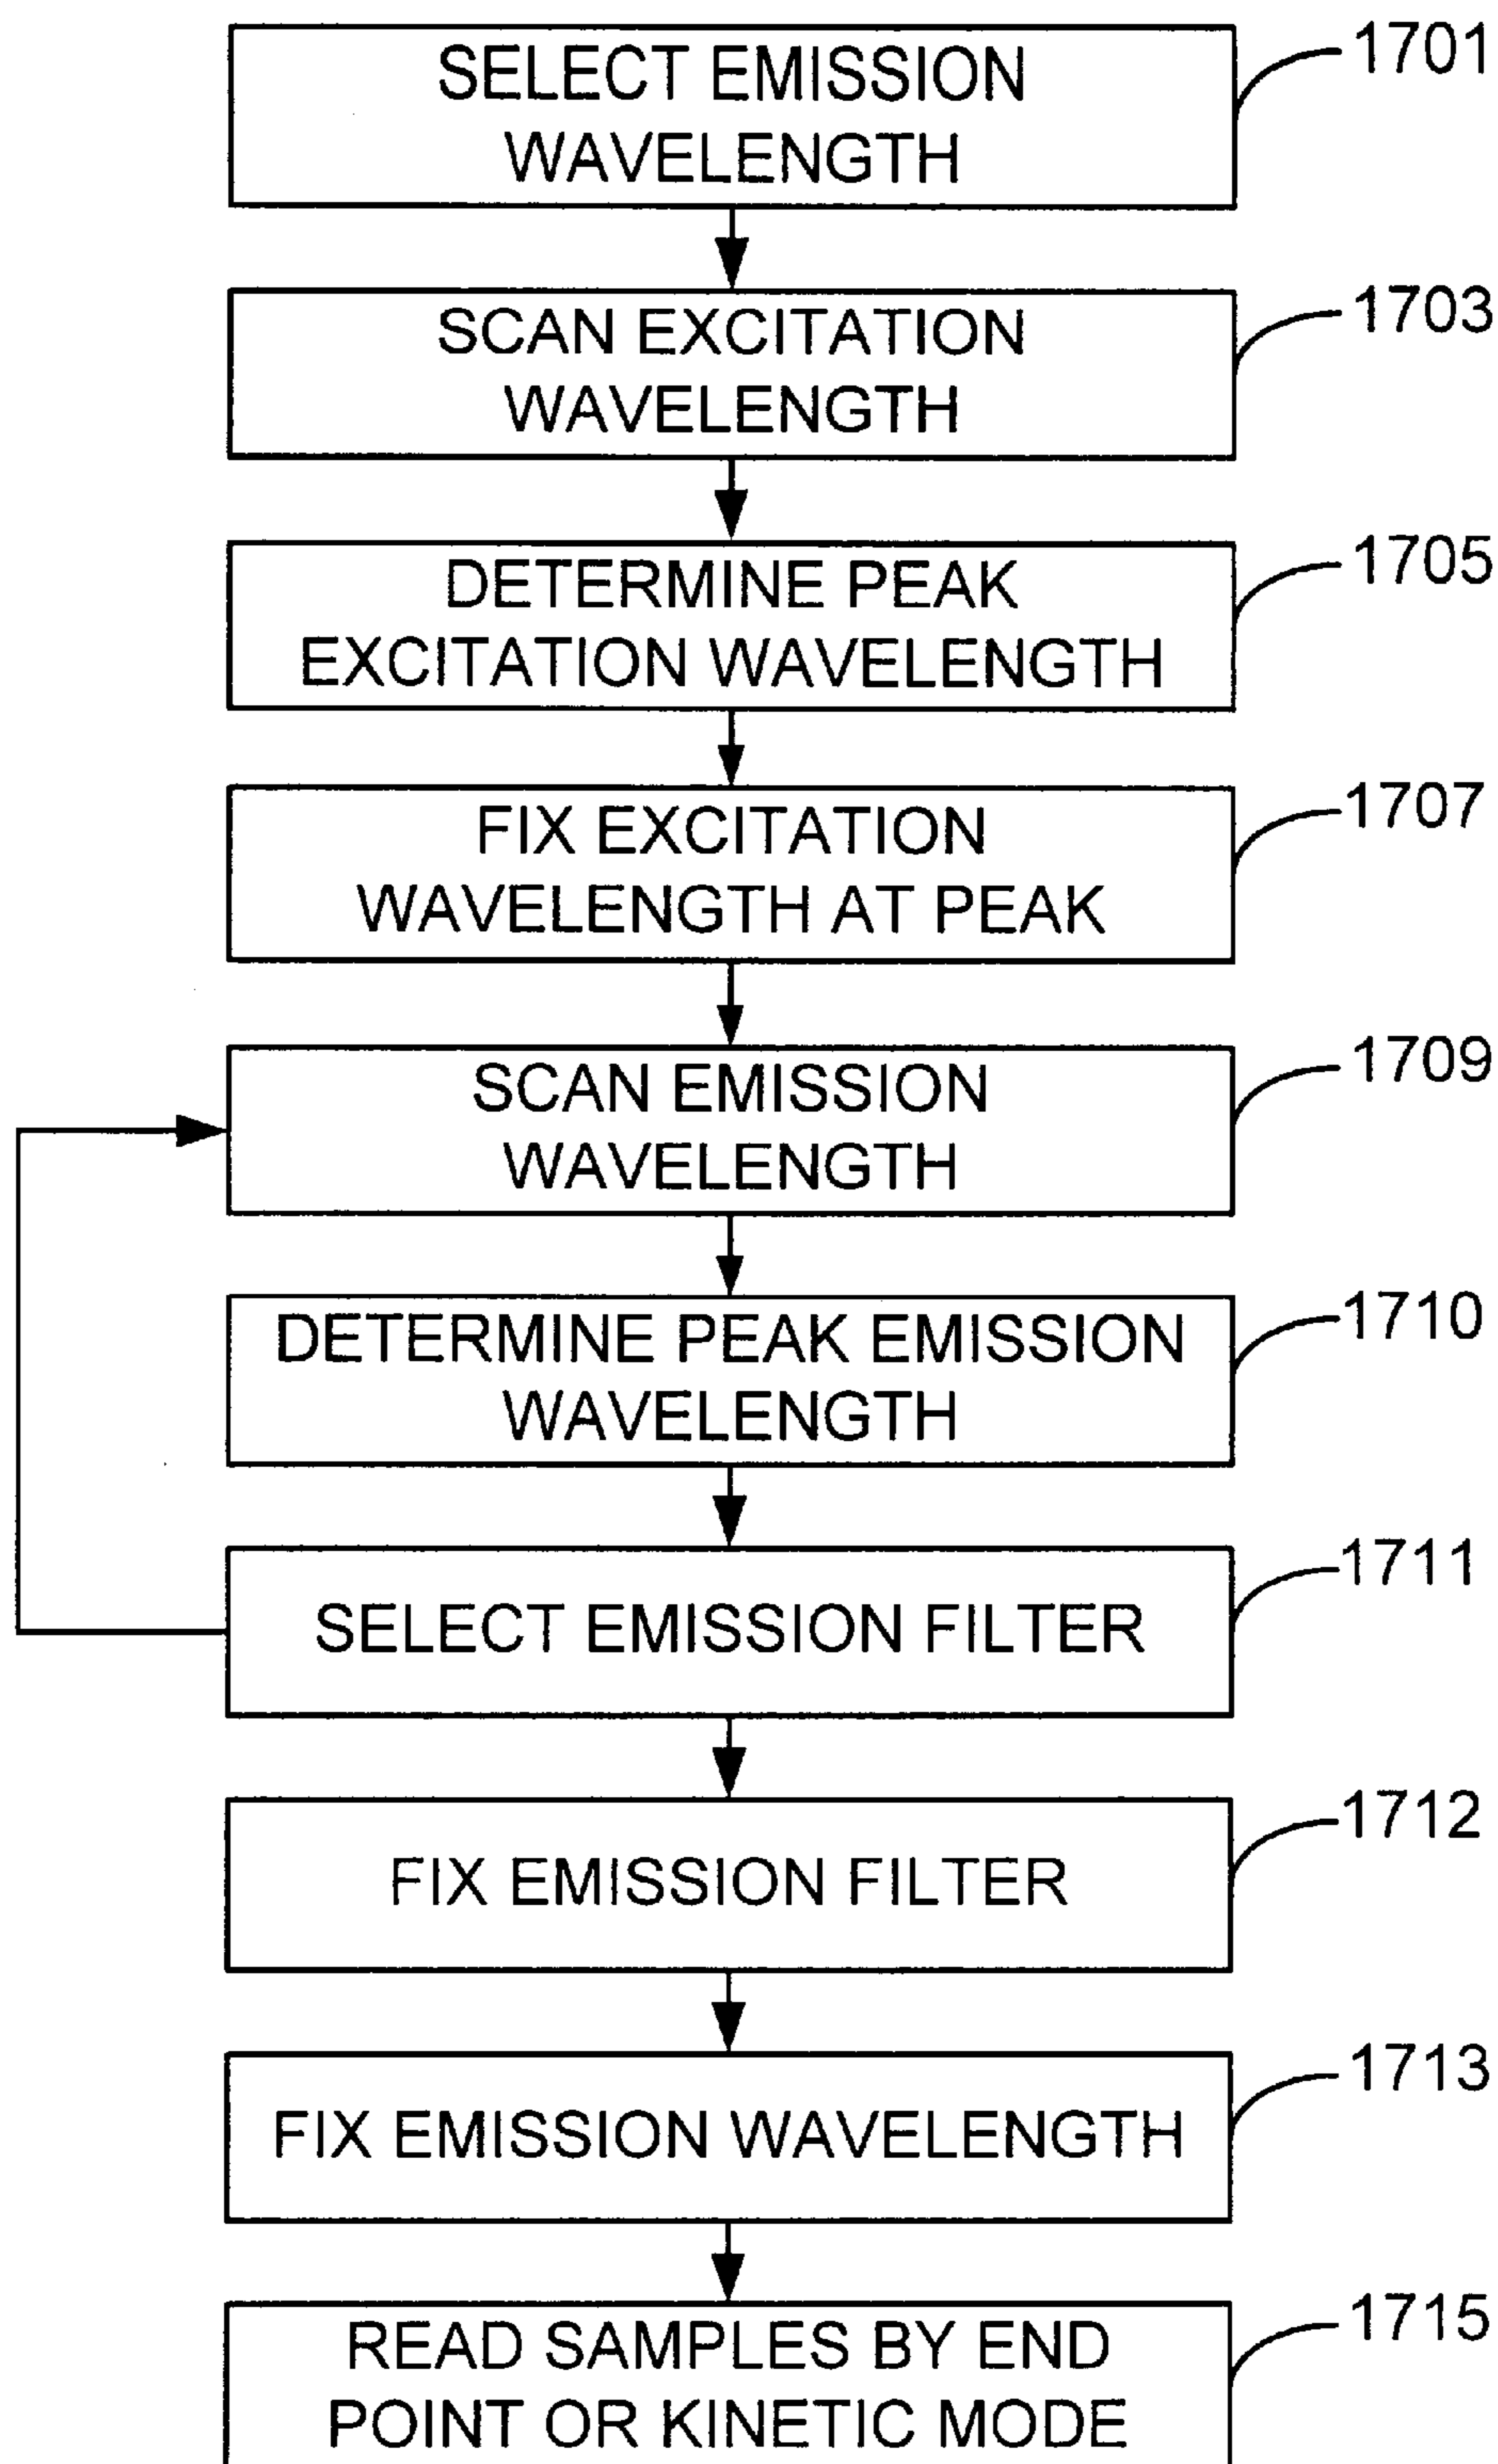 SELECT EMISSION
WAVELENGTH
1701
SCAN EXCITATION
WAVELENGTH
1703
DETERMINE PEAK
EXCITATION WAVELENGTH
1705
FIX EXCITATION
WAVELENGTH AT PEAK
1707
SCAN EMISSION
WAVELENGTH
1709
DETERMINE PEAK EMISSION
WAVELENGTH
1710
SELECT EMISSION FILTER
1711
FIX EMISSION FILTER
1712
FIX EMISSION WAVELENGTH
1713
READ SAMPLES BY END
POINT OR KINETIC MODE
1715